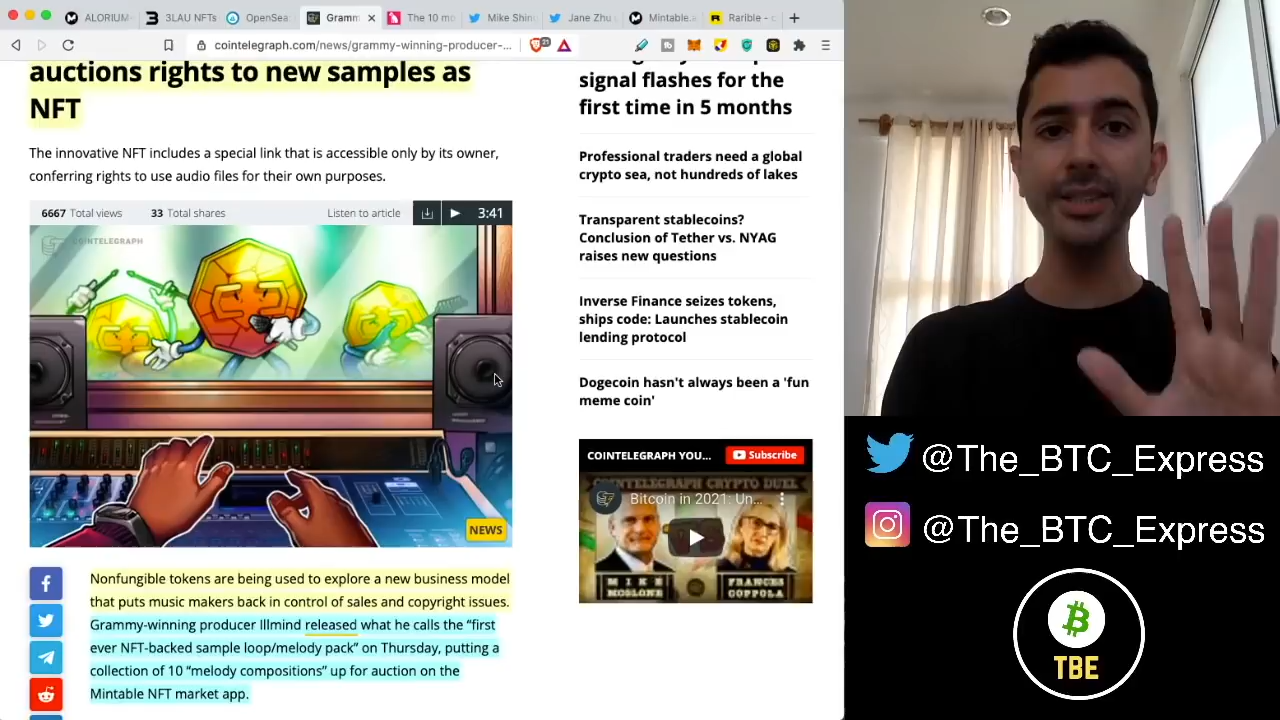 ALORIUM
3LAU NFTs
OpenSea
Gramm
The 10 mo
Mike Shin
Jane Zhu
Mintable.a
Rarible - c
cointelegraph.com/news/grammy-winning-producer-...
21
auctions rights to new samples as
NFT
The innovative NFT includes a special link that is accessible only by its owner,
conferring rights to use audio files for their own purposes.
6667 Total views
33 Total shares
Listen to article
3:41
COINTELEGRAPH
NEWS
Nonfungible tokens are being used to explore a new business model
that puts music makers back in control of sales and copyright issues.
Grammy-winning producer Illmind released what he calls the “first
ever NFT-backed sample loop/melody pack” on Thursday, putting a
collection of 10 “melody compositions” up for auction on the
Mintable NFT market app.
signal flashes for the
first time in 5 months
Professional traders need a global
crypto sea, not hundreds of lakes
Transparent stablecoins?
Conclusion of Tether vs. NYAG
raises new questions
Inverse Finance seizes tokens,
ships code: Launches stablecoin
lending protocol
Dogecoin hasn't always been a 'fun
meme coin'
COINTELEGRAPH YOU...
Subscribe
COINTELEGRAPH CRYPTO DUEL
Bitcoin in 2021: Un...
MIKE
MCGLONE
FRANCES
COPPOLA
@The_BTC_Express
@The_BTC_Express
TBE